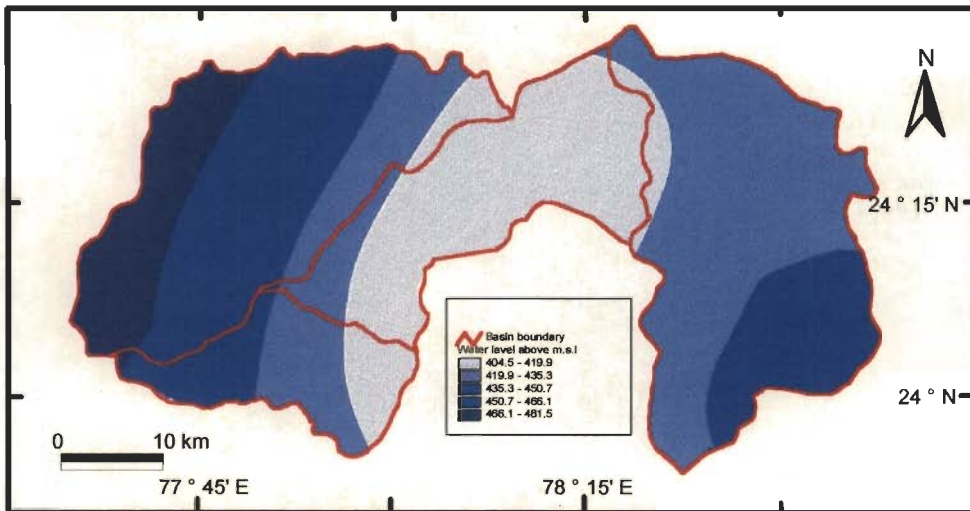 N
24 ° 15' N
Basin boundary
Water level above m.s.l
404.5 - 419.9
419.9 - 435.3
435.3 - 450.7
450.7 - 466.1
466.1 - 481.5
24 ° N
0 10 km
77 ° 45' E 78 ° 15' E